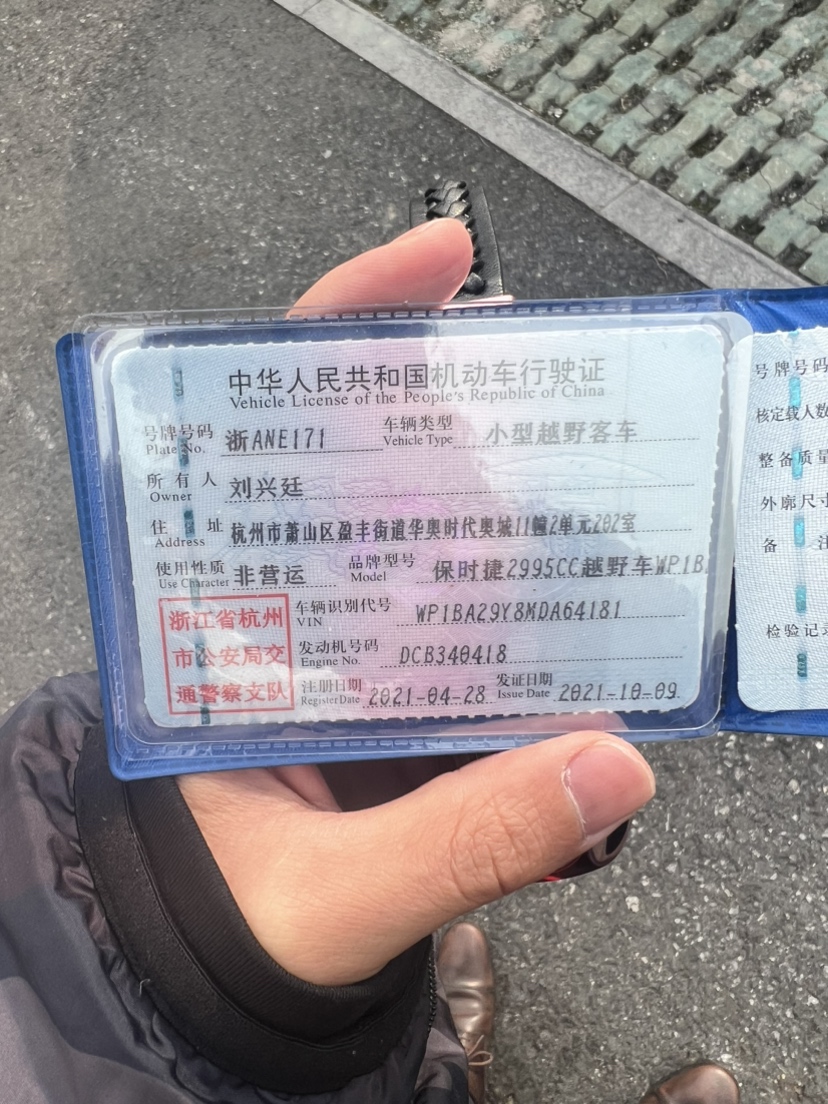 中华人民共和国机动车行驶证
Vehicle License of the People's Republic of China
号牌号码 浙ANE171 车辆类型 小型越野客车
Plate No. Vehicle Type
所有人 刘兴廷
Owner
住址 杭州市萧山区盈丰街道华奥时代奥城11幢2单元202室
Address
使用性质 非营运 品牌型号 保时捷2995CC越野车WP1B
Use Character Model
浙江省杭州
市公安局交
通警察支队
车辆识别代号 WP1BA29Y8MDA64181
VIN
发动机号码 DCB340418
Engine No.
注册日期 2021-04-28 发证日期 2021-10-09
Register Date Issue Date
号牌号码
核定载人数
整备质量
外廓尺寸
备注
检验记录